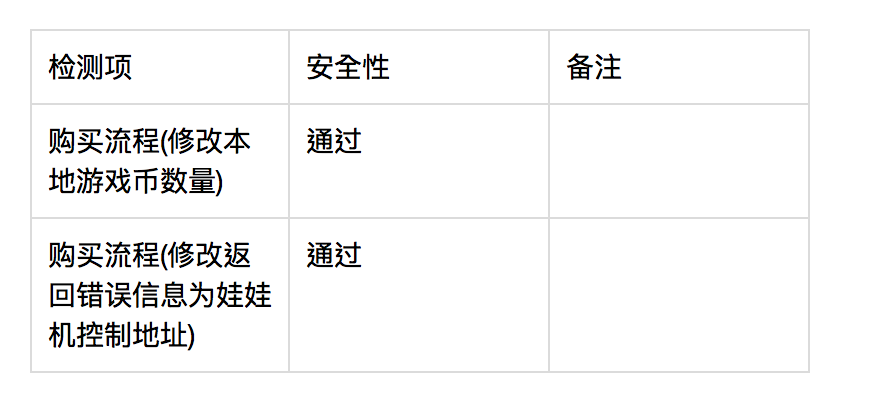 检测项 安全性 备注
购买流程(修改本 通过
地游戏币数量)
购买流程(修改返 通过
回错误信息为娃娃
机控制地址)